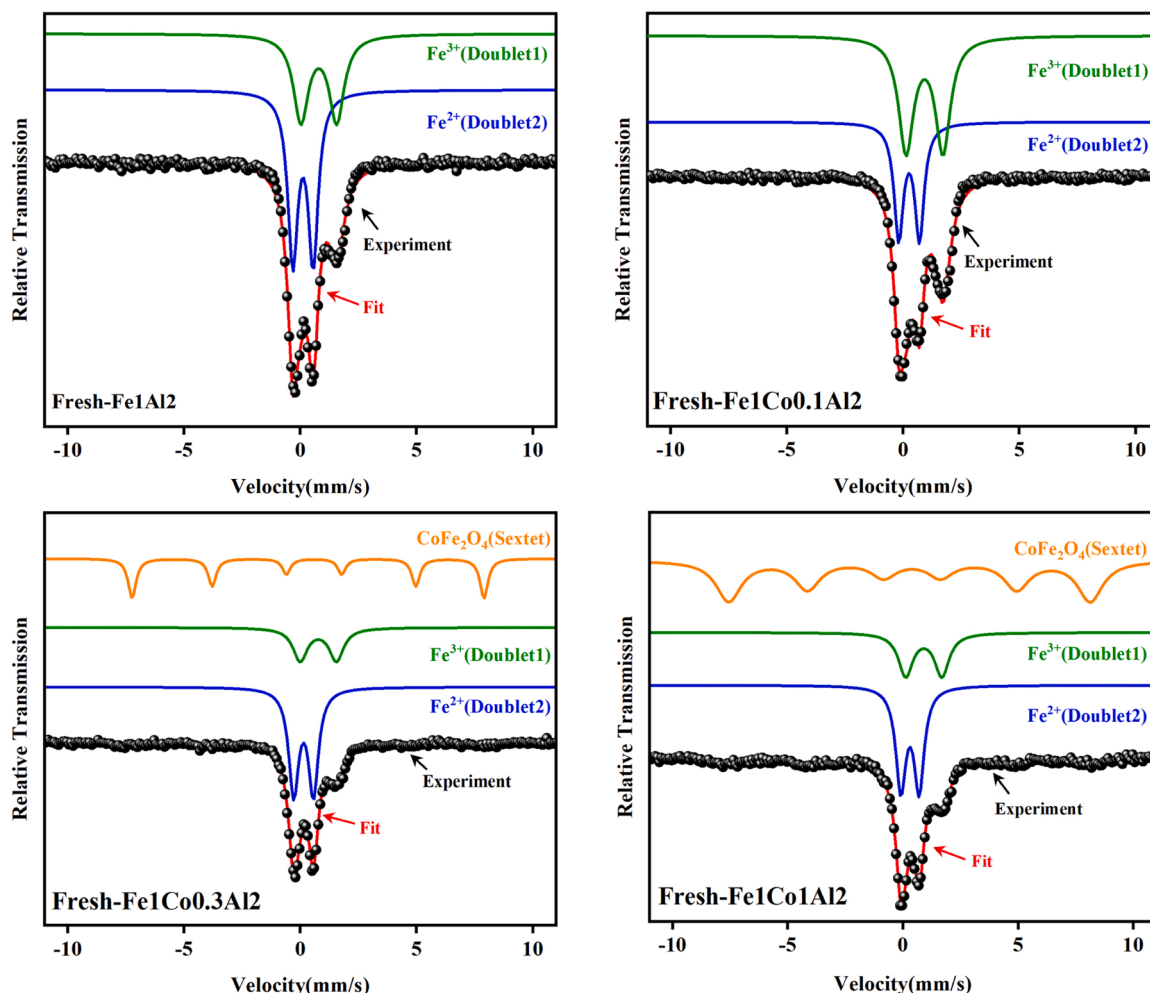 Relative Transmission
Fe³⁺(Doublet1)
Fe²⁺(Doublet2)
Experiment
Fit
Fresh-Fe1Al2
-10 -5 0 5 10
Velocity(mm/s)
Relative Transmission
Fe³⁺(Doublet1)
Fe²⁺(Doublet2)
Experiment
Fit
Fresh-Fe1Co0.1Al2
-10 -5 0 5 10
Velocity(mm/s)
Relative Transmission
CoFe₂O₄(Sextet)
Fe³⁺(Doublet1)
Fe²⁺(Doublet2)
Experiment
Fit
Fresh-Fe1Co0.3Al2
-10 -5 0 5 10
Velocity(mm/s)
Relative Transmission
CoFe₂O₄(Sextet)
Fe³⁺(Doublet1)
Fe²⁺(Doublet2)
Experiment
Fit
Fresh-Fe1Co1Al2
-10 -5 0 5 10
Velocity(mm/s)